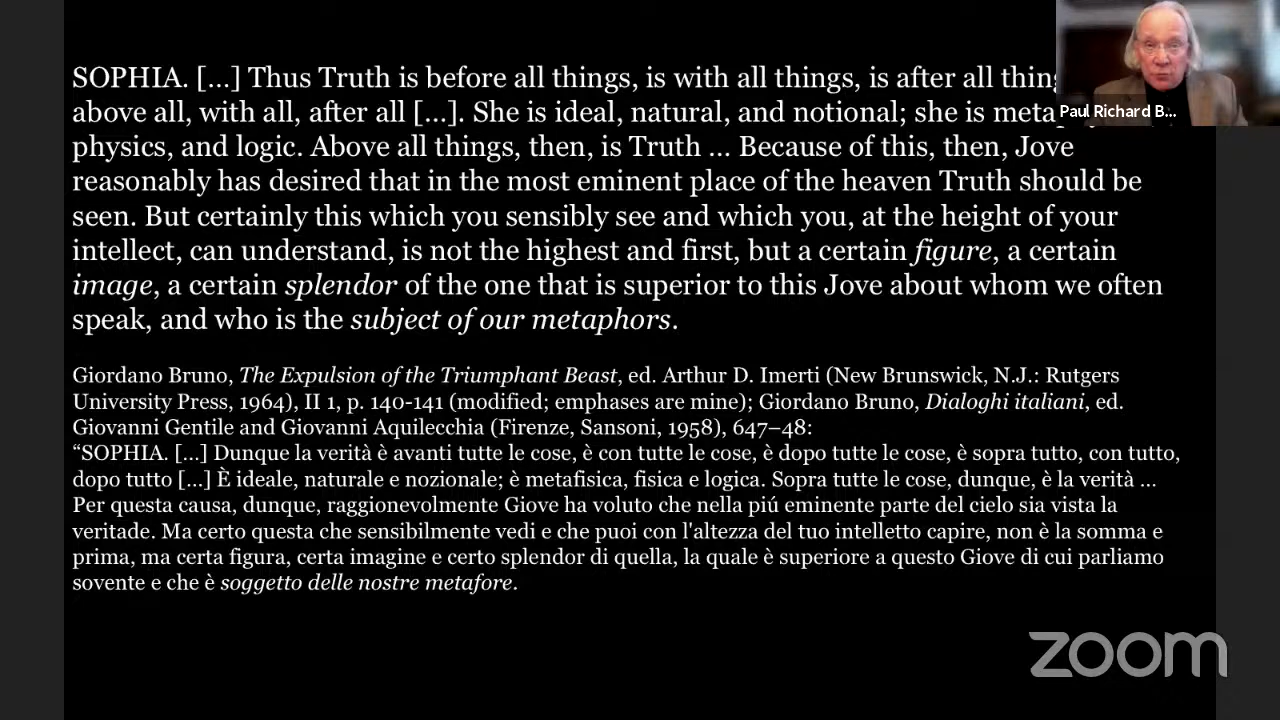 SOPHIA. [...] Thus Truth is before all things, is with all things, is after all
above all, with all, after all [...]. She is ideal, natural, and notional; she is
physics, and logic. Above all things, then, is Truth ... Because of this, then, Jove
reasonably has desired that in the most eminent place of the heaven Truth should be
seen. But certainly this which you sensibly see and which you, at the height of your
intellect, can understand, is not the highest and first, but a certain figure, a certain
image, a certain splendor of the one that is superior to this Jove about whom we often
speak, and who is the subject of our metaphors.
Giordano Bruno, The Expulsion of the Triumphant Beast, ed. Arthur D. Imerti (New Brunswick, N.J.: Rutgers
University Press, 1964), II 1, p. 140-141 (modified; emphases are mine); Giordano Bruno, Dialoghi italiani, ed.
Giovanni Gentile and Giovanni Aquilecchia (Firenze, Sansoni, 1958), 647–48:
“SOPHIA. [...] Dunque la verità è avanti tutte le cose, è con tutte le cose, è dopo tutte le cose, è sopra tutto, con tutto,
dopo tutto [...] È ideale, naturale e nozionale; è metafisica, fisica e logica. Sopra tutte le cose, dunque, è la verità ...
Per questa causa, dunque, raggionevolmente Giove ha voluto che nella piú eminente parte del cielo sia vista la
veritade. Ma certo questa che sensibilmente vedi e che puoi con l'altezza del tuo intelletto capire, non è la somma e
prima, ma certa figura, certa imagine e certo splendor di quella, la quale è superiore a questo Giove di cui parliamo
sovente e che è soggetto delle nostre metafore.
Paul Richard B...
zoom